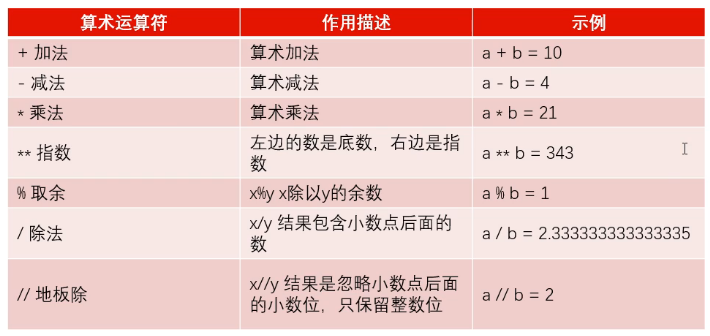 算术运算符 作用描述 示例
+ 加法 算术加法 a + b = 10
- 减法 算术减法 a - b = 4
* 乘法 算术乘法 a * b = 21
** 指数 左边的数是底数，右边是指 a ** b = 343
数
% 取余 x%y x除以y的余数 a % b = 1
/ 除法 x/y 结果包含小数点后面的 a / b = 2.333333333333335
数
// 地板除 x//y 结果是忽略小数点后面 a // b = 2
的小数位，只保留整数位